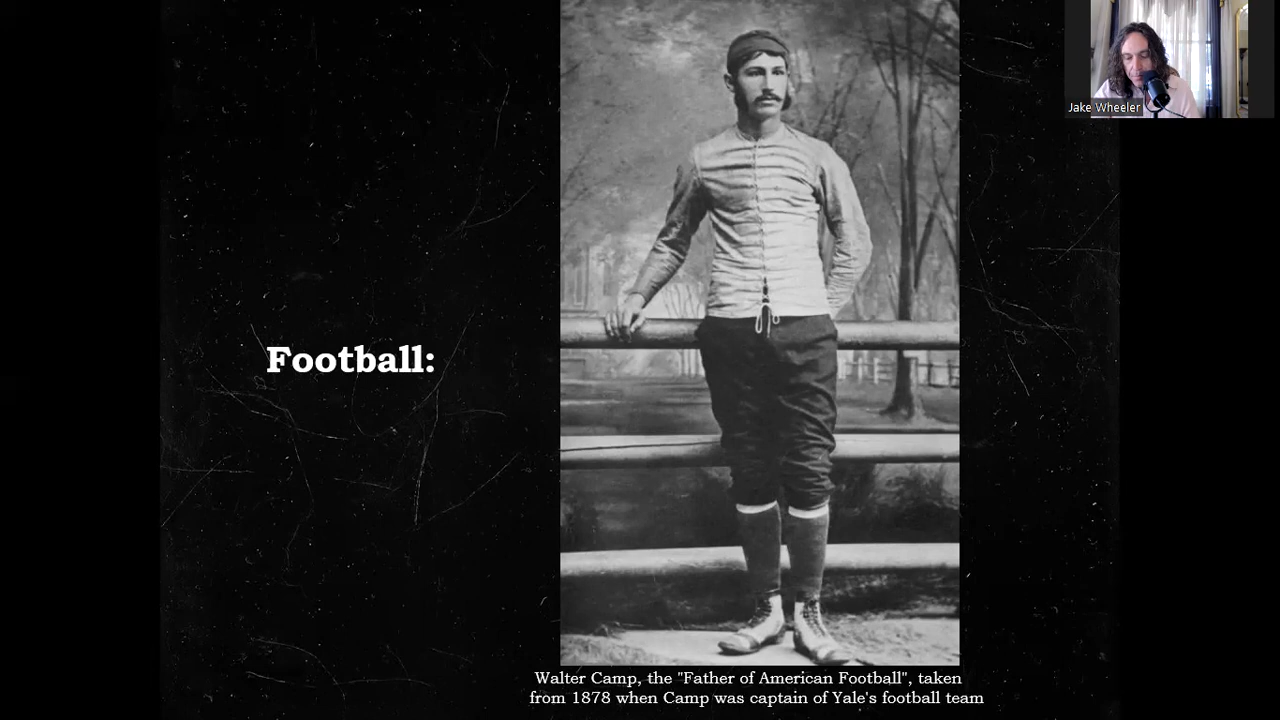 Jake Wheeler
Football:
Walter Camp, the "Father of American Football", taken
from 1878 when Camp was captain of Yale's football team